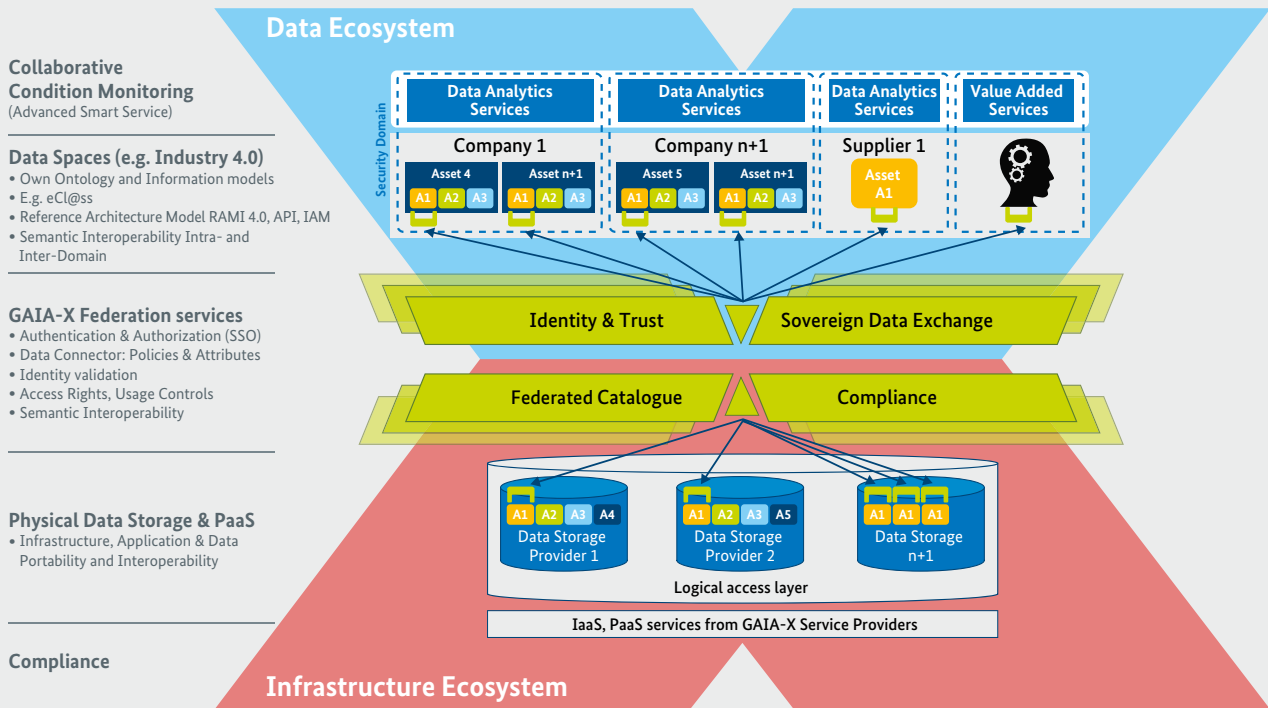 Data Ecosystem
Collaborative
Condition Monitoring
(Advanced Smart Service)
Data Spaces (e.g. Industry 4.0)
• Own Ontology and Information models
• E.g. eCl@ss
• Reference Architecture Model RAMI 4.0, API, IAM
• Semantic Interoperability Intra- and
Inter-Domain
GAIA-X Federation services
• Authentication & Authorization (SSO)
• Data Connector: Policies & Attributes
• Identity validation
• Access Rights, Usage Controls
• Semantic Interoperability
Physical Data Storage & PaaS
• Infrastructure, Application & Data
Portability and Interoperability
Compliance
Security Domain
Data Analytics
Services
Company 1
Asset 4
A1 A2 A3
Asset n+1
A1 A2 A3
Data Analytics
Services
Company n+1
Asset 5
A1 A2 A3
Asset n+1
A1 A2 A3
Data Analytics
Services
Supplier 1
Asset
A1
Value Added
Services
Identity & Trust
Sovereign Data Exchange
Federated Catalogue
Compliance
A1 A2 A3 A4
Data Storage
Provider 1
A1 A2 A3 A5
Data Storage
Provider 2
A1 A1 A1
Data Storage
n+1
Logical access layer
IaaS, PaaS services from GAIA-X Service Providers
Infrastructure Ecosystem